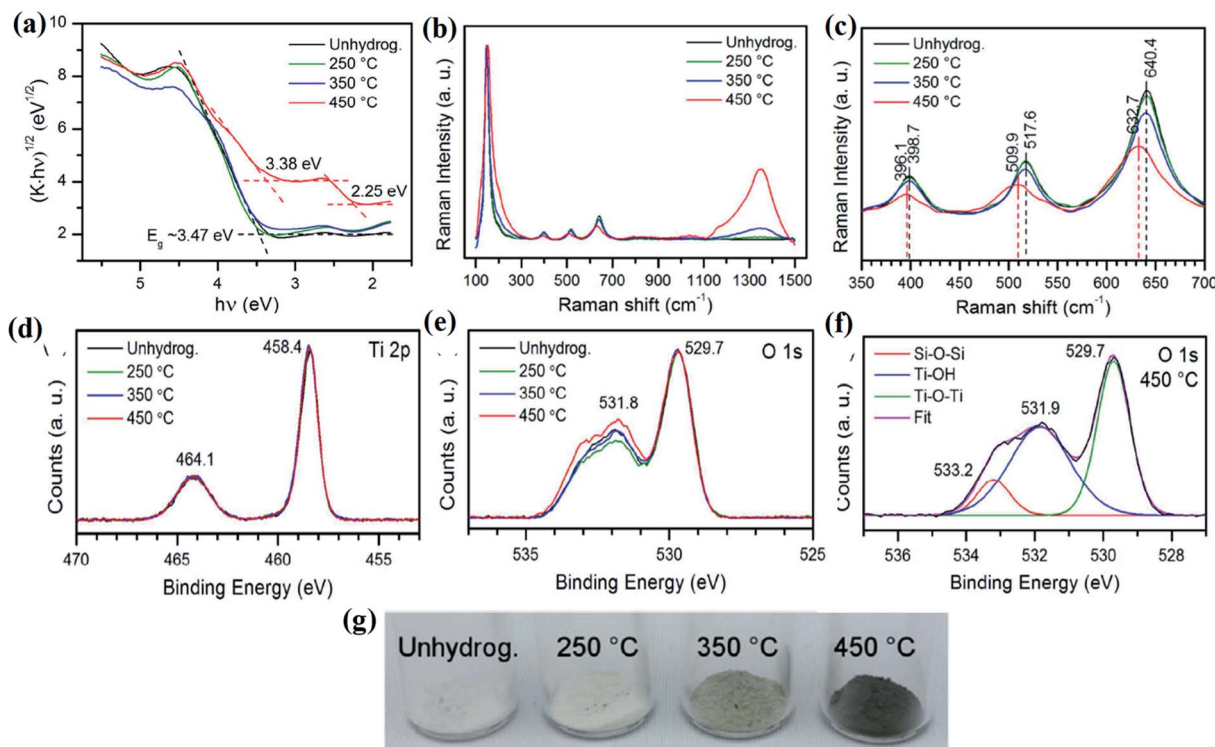 (a)
(K·hν)^1/2 (eV^1/2)
10
8
6
4
2
Unhydrog.
250 °C
350 °C
450 °C
3.38 eV
2.25 eV
E_g ~3.47 eV
5
4
3
2
hν (eV)
(b)
Raman Intensity (a. u.)
Unhydrog.
250 °C
350 °C
450 °C
100
300
500
700
900
1100
1300
1500
Raman shift (cm⁻¹)
(c)
Raman Intensity (a. u.)
Unhydrog.
250 °C
350 °C
450 °C
396.1
398.7
509.9
517.6
632.7
640.4
350
400
450
500
550
600
650
700
Raman shift (cm⁻¹)
(d)
Counts (a. u.)
Unhydrog.
250 °C
350 °C
450 °C
458.4
Ti 2p
464.1
470
465
460
455
Binding Energy (eV)
(e)
Counts (a. u.)
Unhydrog.
250 °C
350 °C
450 °C
529.7
O 1s
531.8
535
530
525
Binding Energy (eV)
(f)
Counts (a. u.)
Si-O-Si
Ti-OH
Ti-O-Ti
Fit
529.7
O 1s
450 °C
531.9
533.2
536
534
532
530
528
Binding Energy (eV)
(g)
Unhydrog.
250 °C
350 °C
450 °C